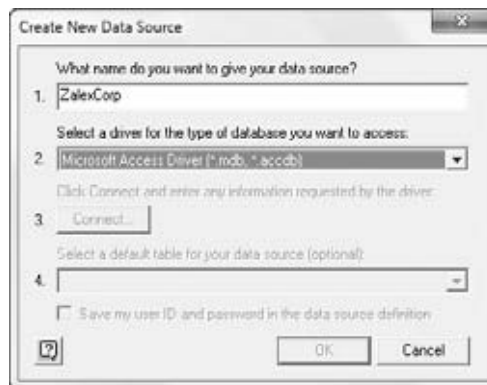 Create New Data Source
What name do you want to give your data source?
1. ZalexCorp
Select a driver for the type of database you want to access:
2. Microsoft Access Driver (*.mdb, *.accdb)
Click Connect and enter any information requested by the driver
3. Connect...
Select a default table for your data source (optional)
4.
Save my user ID and password in the data source definition
OK Cancel